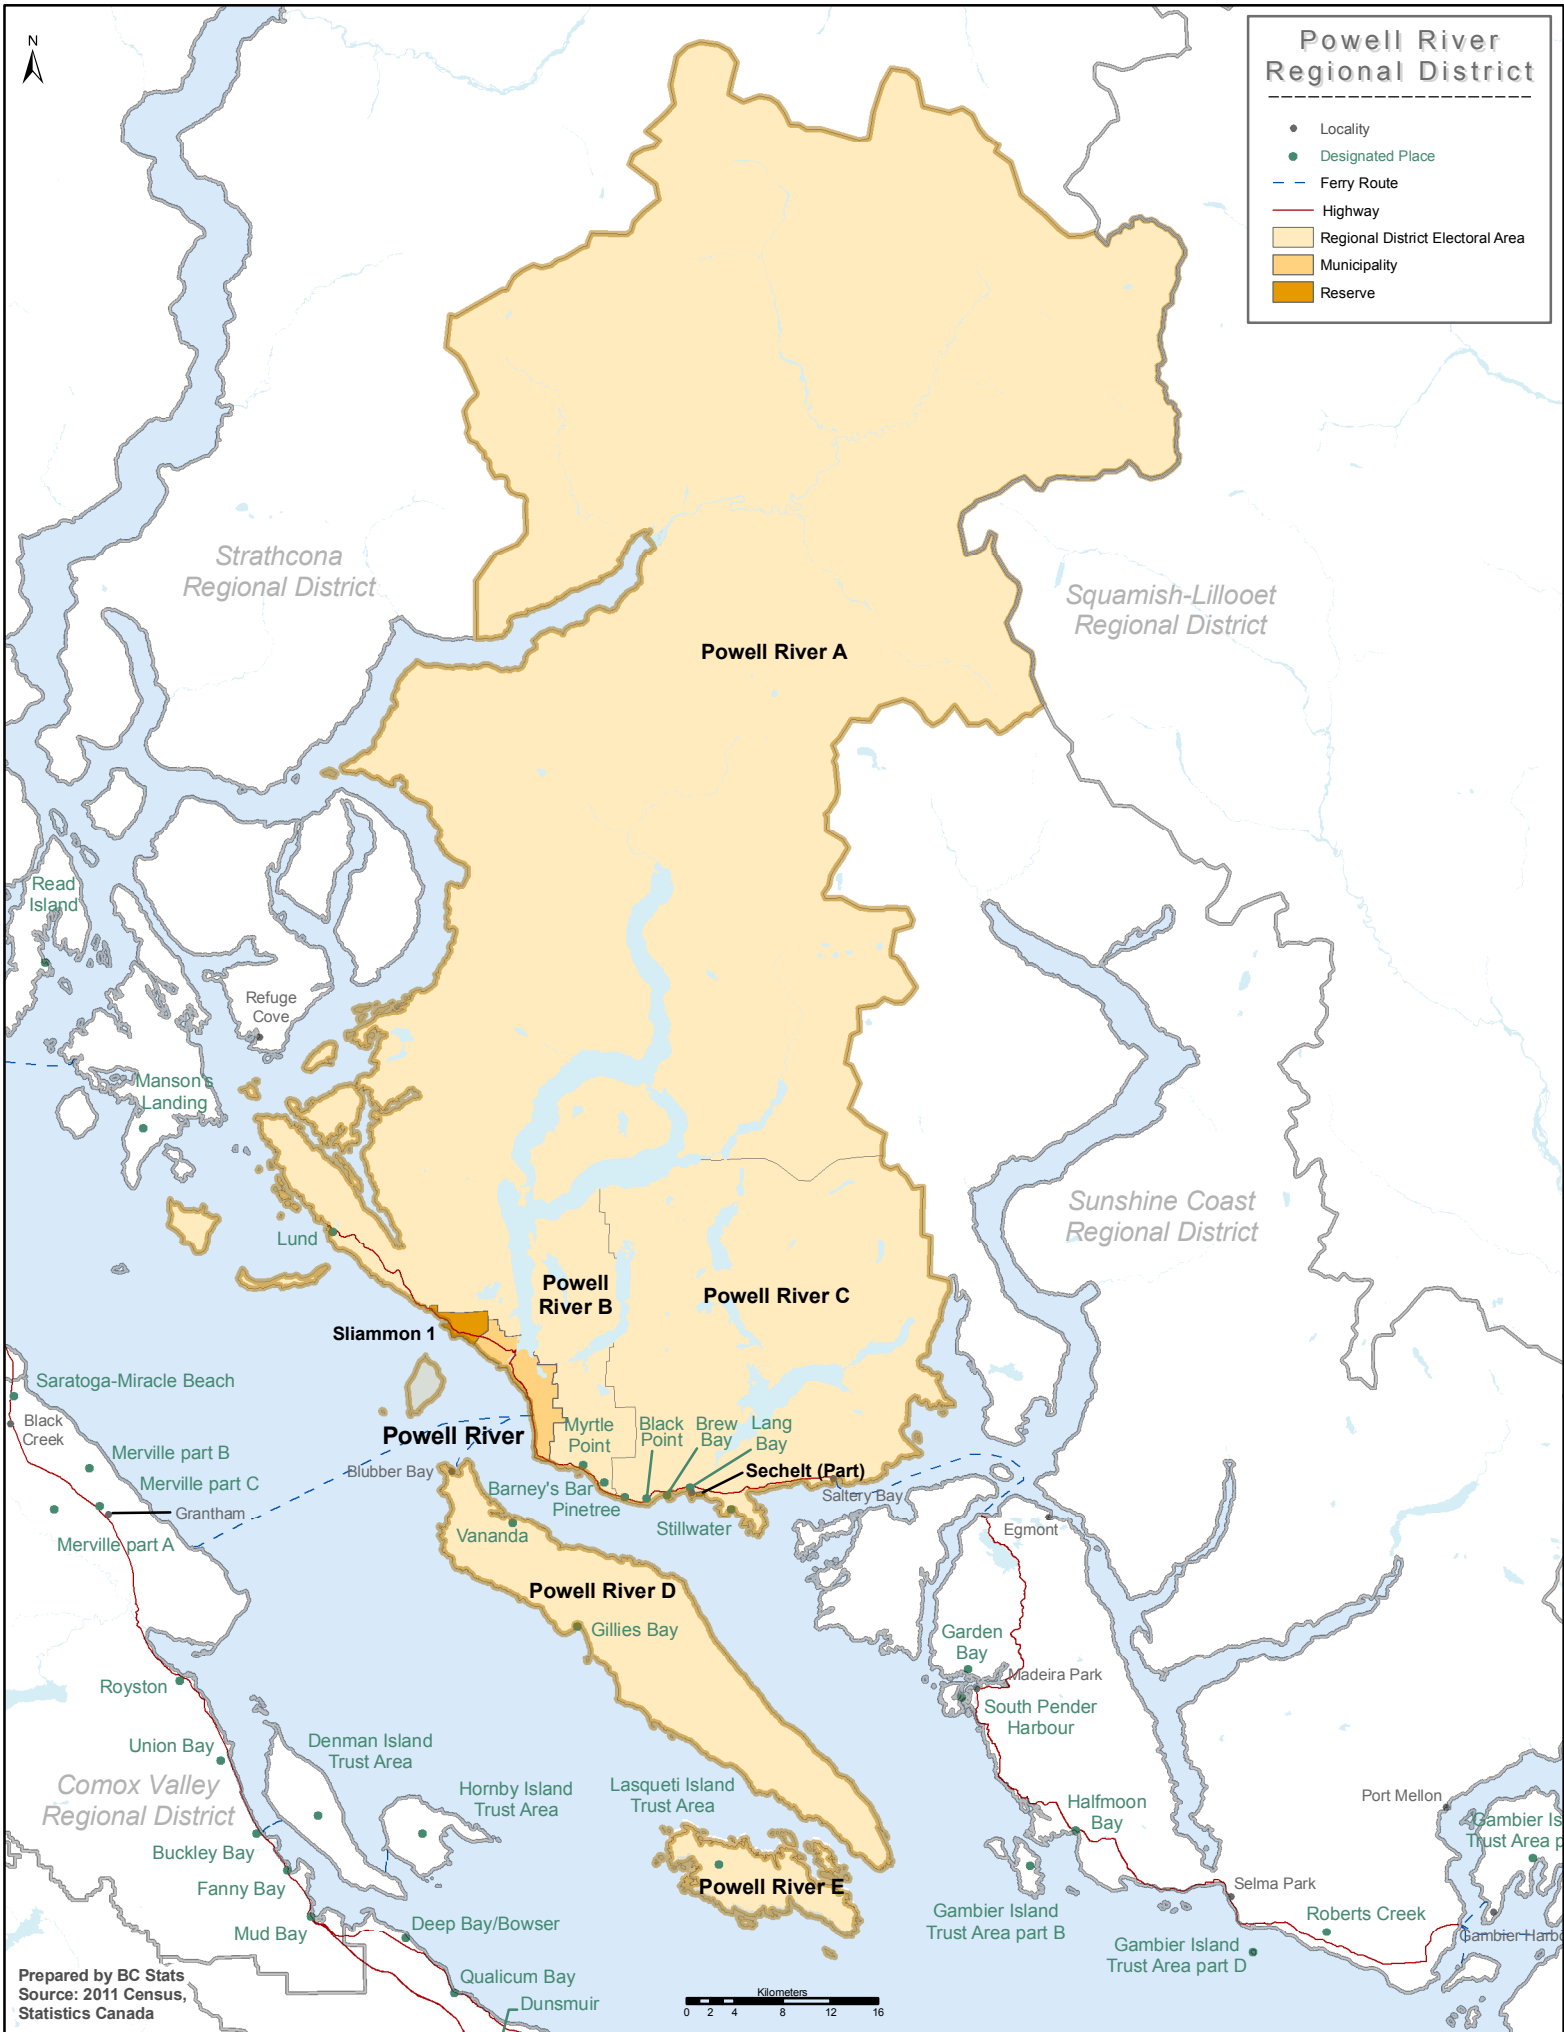 N
Powell River
Regional District
Locality
Designated Place
Ferry Route
Highway
Regional District Electoral Area
Municipality
Reserve
Strathcona
Regional District
Squamish-Lillooet
Regional District
Powell River A
Read
Island
Refuge
Cove
Manson's
Landing
Sunshine Coast
Regional District
Lund
Powell
River B
Powell River C
Sliammon 1
Saratoga-Miracle Beach
Black
Creek
Powell River
Myrtle
Point
Black
Point
Brew
Bay
Lang
Bay
Merville part B
Blubber Bay
Sechelt (Part)
Merville part C
Barney's Bar
Saltery Bay
Grantham
Pinetree
Vananda
Stillwater
Egmont
Merville part A
Powell River D
Gillies Bay
Garden
Bay
Madeira Park
Royston
South Pender
Harbour
Union Bay
Denman Island
Trust Area
Comox Valley
Regional District
Hornby Island
Trust Area
Lasqueti Island
Trust Area
Port Mellon
Halfmoon
Bay
Gambier Is
Trust Area p
Buckley Bay
Fanny Bay
Powell River E
Selma Park
Mud Bay
Deep Bay/Bowser
Gambier Island
Trust Area part B
Roberts Creek
Gambier Harbo
Gambier Island
Trust Area part D
Prepared by BC Stats
Source: 2011 Census,
Statistics Canada
Qualicum Bay
Dunsmuir
Kilometers
0 2 4 8 12 16